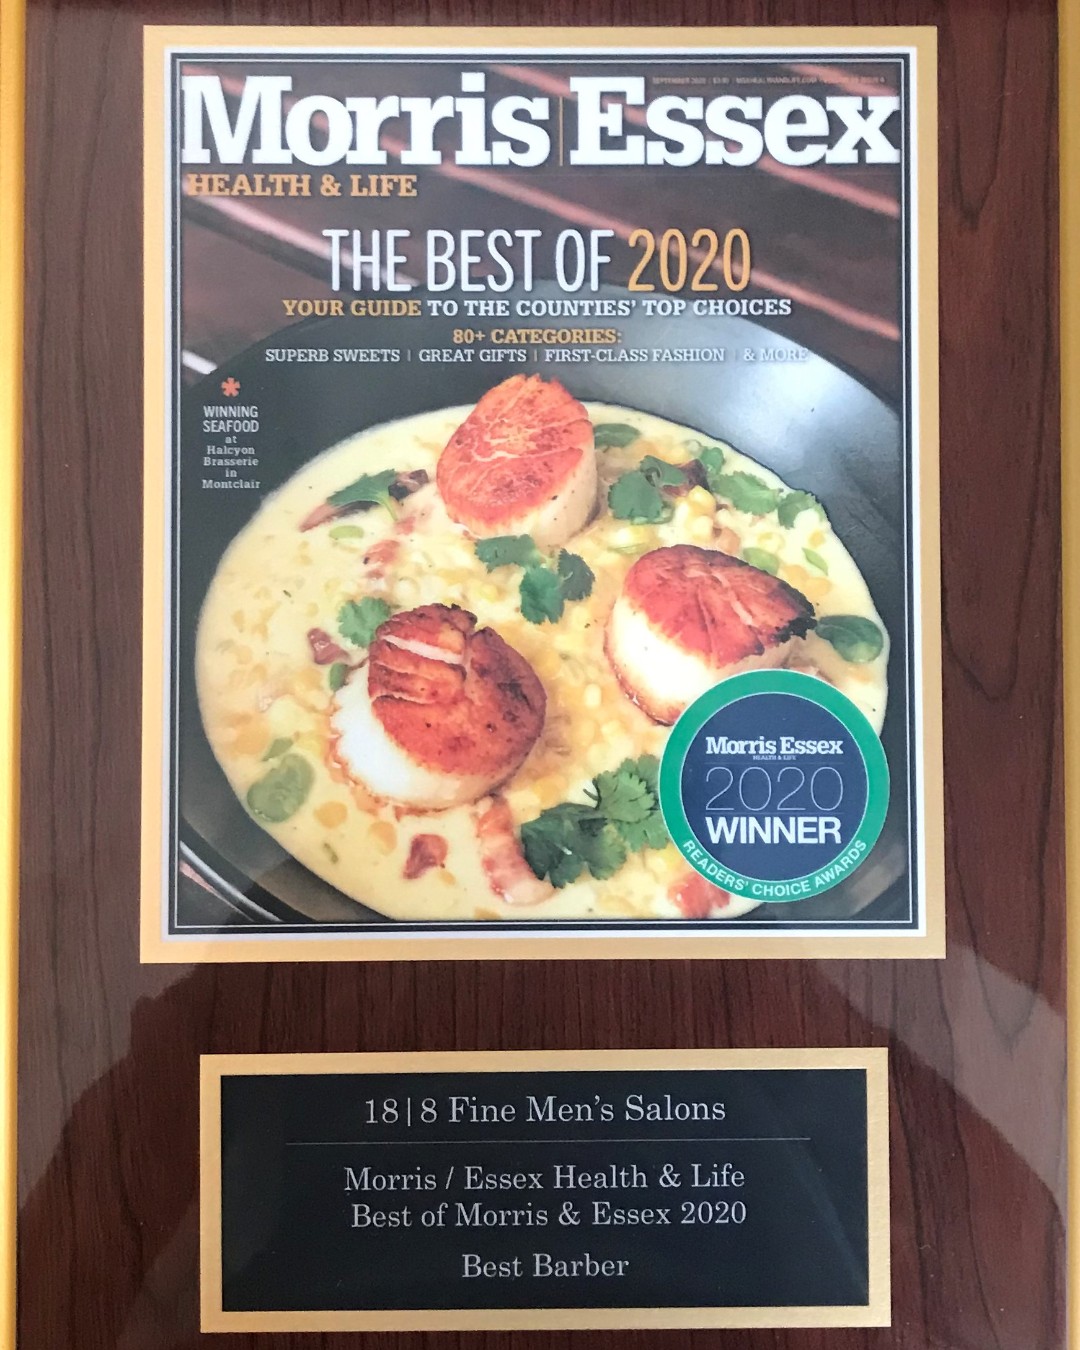 Morris Essex
HEALTH & LIFE
THE BEST OF 2020
YOUR GUIDE TO THE COUNTIES' TOP CHOICES
80+ CATEGORIES:
SUPERB SWEETS | GREAT GIFTS | FIRST-CLASS FASHION | & MORE
*
WINNING
SEAFOOD
at
Halcyon
Brasserie
in
Montclair
Morris Essex
HEALTH & LIFE
2020
WINNER
READERS' CHOICE AWARDS
18|8 Fine Men's Salons
Morris / Essex Health & Life
Best of Morris & Essex 2020
Best Barber